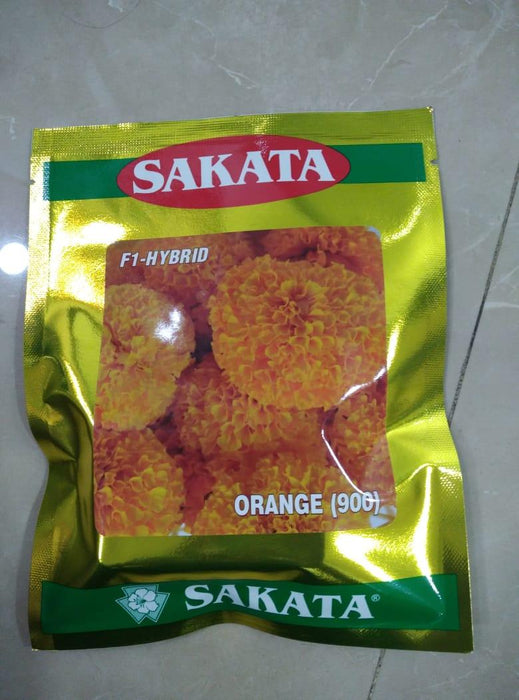 SAKATA
F1-HYBRID
ORANGE (900)
SAKATA®